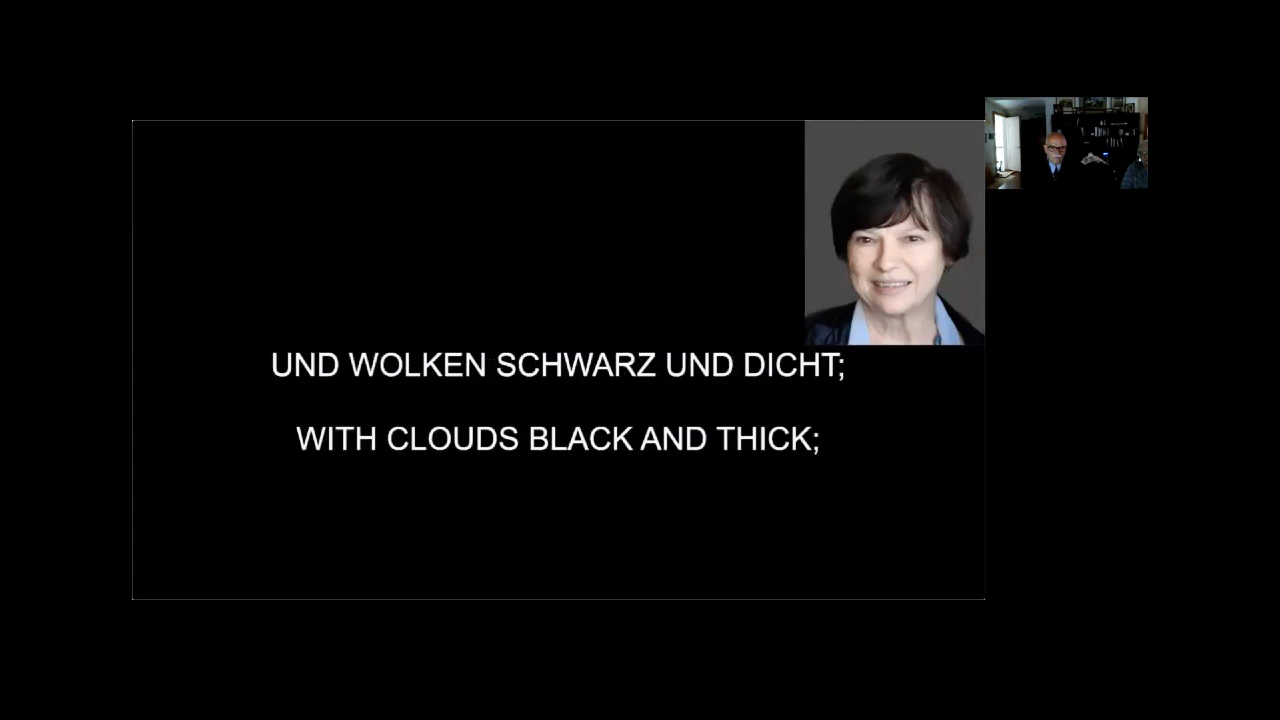 UND WOLKEN SCHWARZ UND DICHT;
WITH CLOUDS BLACK AND THICK;